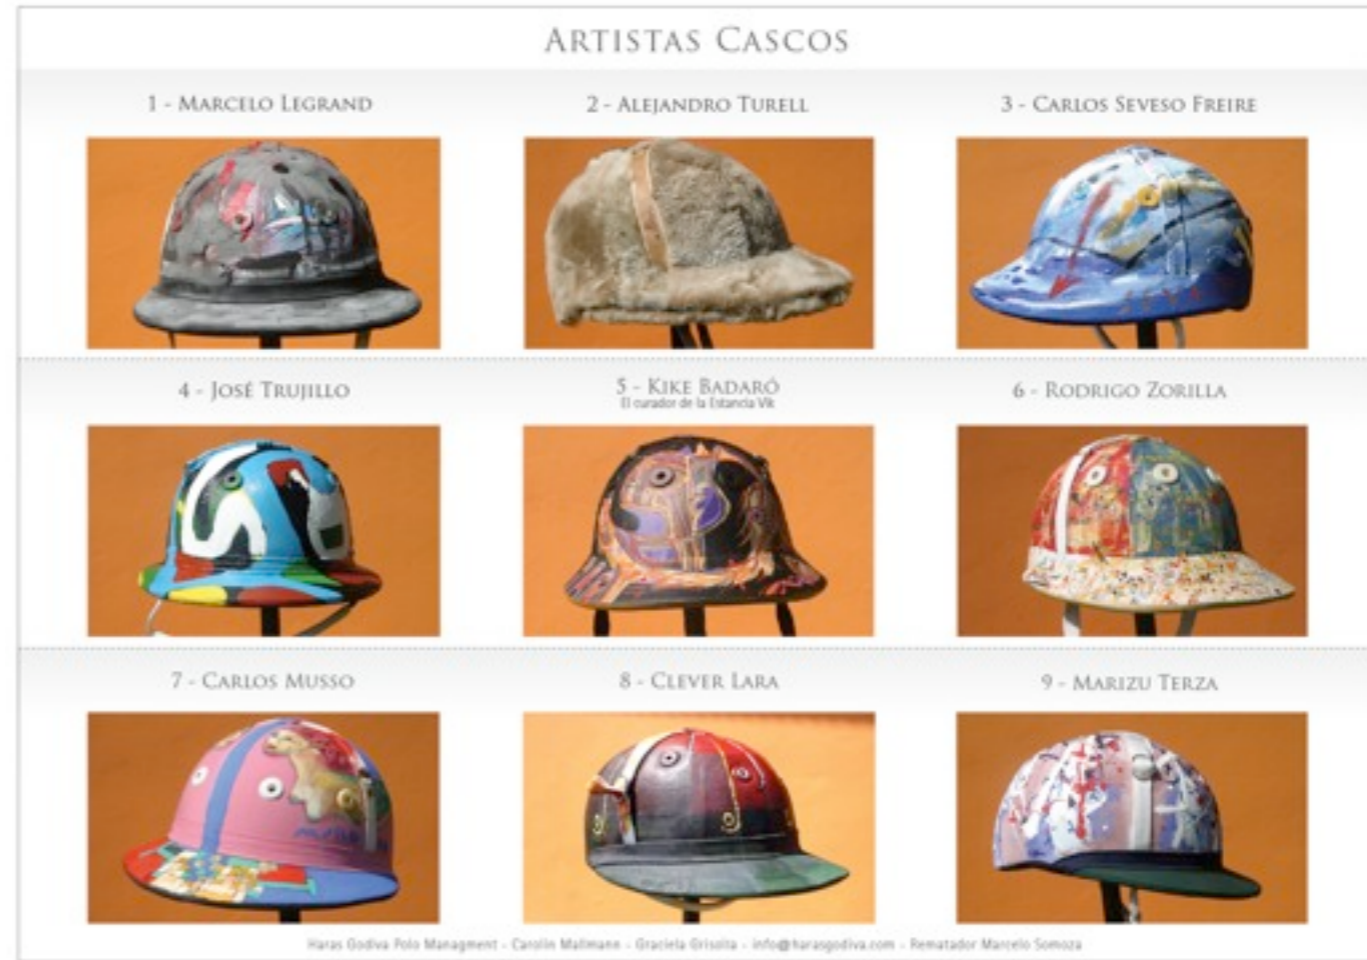 ARTISTAS CASCOS
1 - MARCELO LEGRAND
2 - ALEJANDRO TURELL
3 - CARLOS SEVESO FREIRE
4 - JOSÉ TRUJILLO
5 - KIKE BADARÓ
El curador de la Estancia Vik
6 - RODRIGO ZORILLA
7 - CARLOS MUSSO
8 - CLEVER LARA
9 - MARIZU TERZA
Haras Godiva Polo Managment - Carolin Mallmann - Graciela Grisolta - info@harasgodiva.com - Rematador Marcelo Somoza